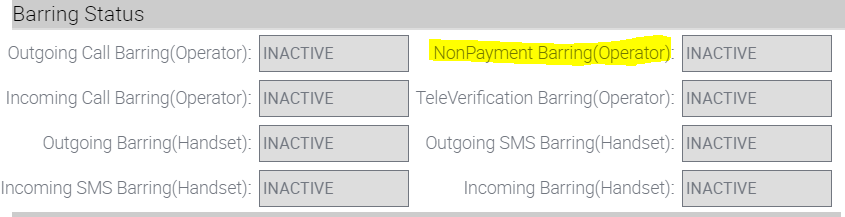 Barring Status
Outgoing Call Barring(Operator): INACTIVE NonPayment Barring(Operator): INACTIVE
Incoming Call Barring(Operator): INACTIVE TeleVerification Barring(Operator): INACTIVE
Outgoing Barring(Handset): INACTIVE Outgoing SMS Barring(Handset): INACTIVE
Incoming SMS Barring(Handset): INACTIVE Incoming Barring(Handset): INACTIVE